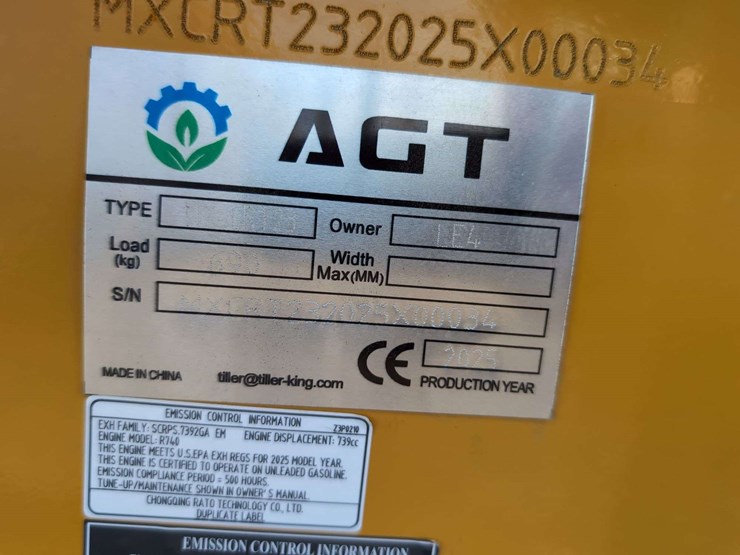 MXCRT232025X00034
AGT
TYPE
Owner
Load
(kg)
Width
Max(MM)
S/N MXCRT232025X00034
MADE IN CHINA tiller@tiller-king.com CE 2025
PRODUCTION YEAR
EMISSION CONTROL INFORMATION Z3P0210
EXH FAMILY: SCRPS.7392GA EM ENGINE DISPLACEMENT: 739cc
ENGINE MODEL: R740
THIS ENGINE MEETS U.S.EPA EXH REGS FOR 2025 MODEL YEAR.
THIS ENGINE IS CERTIFIED TO OPERATE ON UNLEADED GASOLINE.
EMISSION COMPLIANCE PERIOD = 500 HOURS.
TUNE-UP/MAINTENANCE SHOWN IN OWNER'S MANUAL
CHONGQING RATO TECHNOLOGY CO., LTD.
DUPLICATE LABEL
EMISSION CONTROL INFORMATION